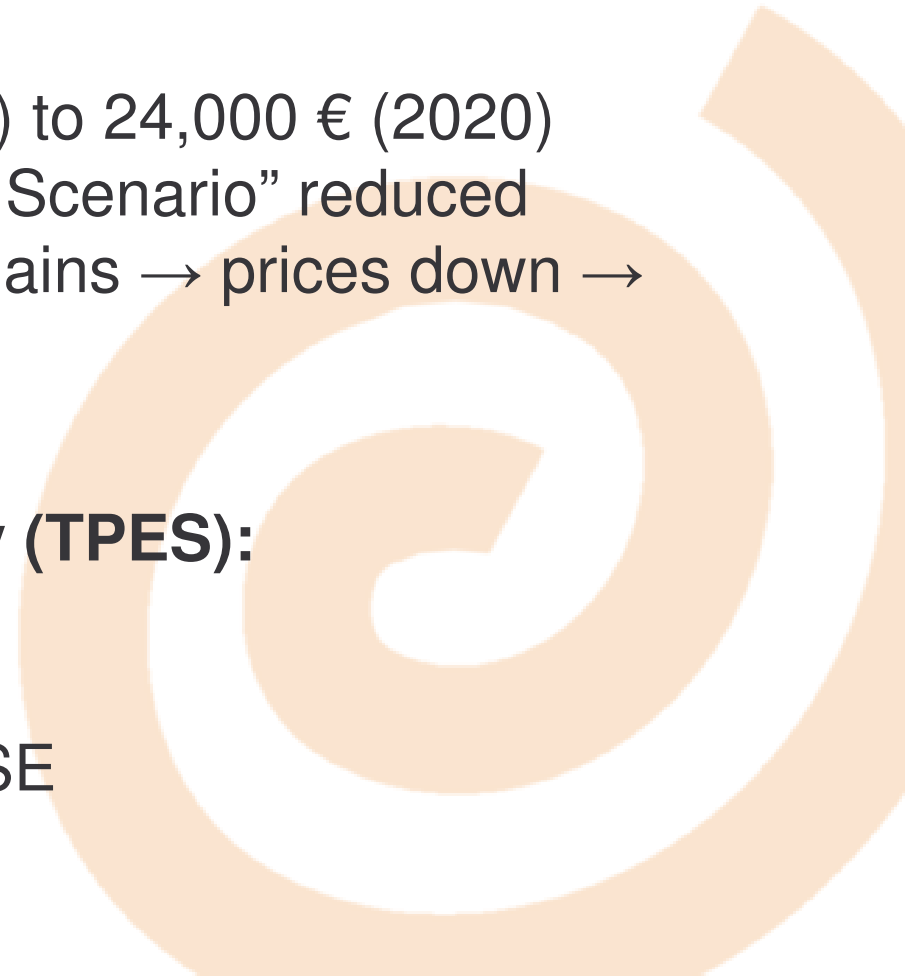 ) to 24,000 € (2020)
Scenario” reduced
ains → prices down →
(TPES):
SE